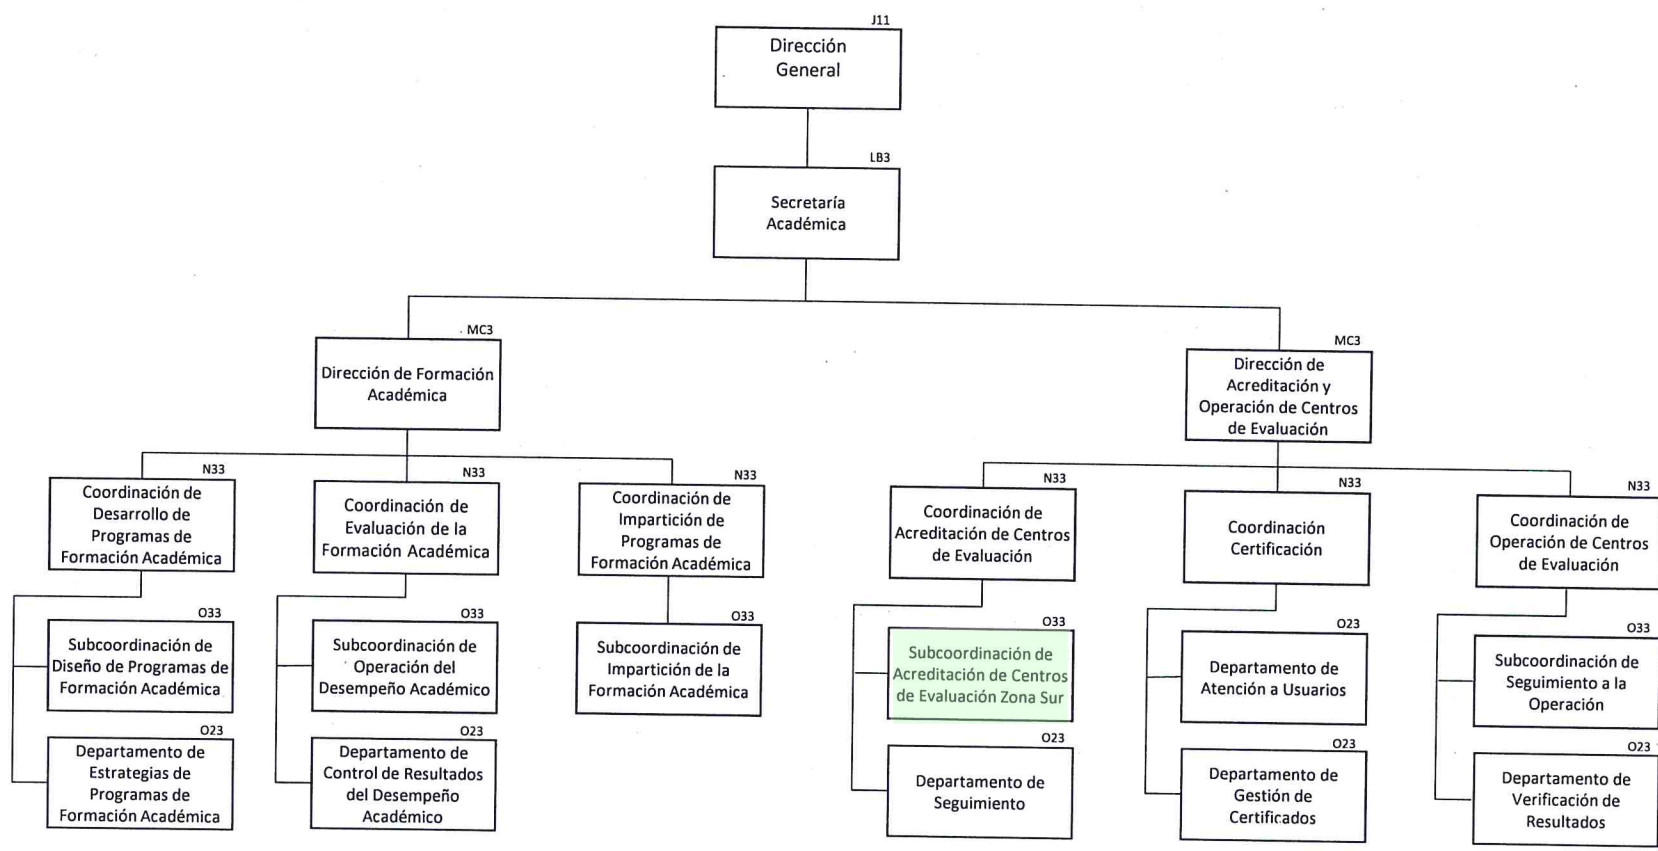 J11
Dirección
General
LB3
Secretaría
Académica
MC3
Dirección de Formación
Académica
MC3
Dirección de
Acreditación y
Operación de Centros
de Evaluación
N33
Coordinación de
Desarrollo de
Programas de
Formación Académica
N33
Coordinación de
Evaluación de la
Formación Académica
N33
Coordinación de
Impartición de
Programas de
Formación Académica
N33
Coordinación de
Acreditación de Centros
de Evaluación
N33
Coordinación
Certificación
N33
Coordinación de
Operación de Centros
de Evaluación
O33
Subcoordinación de
Diseño de Programas de
Formación Académica
O33
Subcoordinación de
Operación del
Desempeño Académico
O33
Subcoordinación de
Impartición de la
Formación Académica
O33
Subcoordinación de
Acreditación de Centros
de Evaluación Zona Sur
O23
Departamento de
Atención a Usuarios
O33
Subcoordinación de
Seguimiento a la
Operación
O23
Departamento de
Estrategias de
Programas de
Formación Académica
O23
Departamento de
Control de Resultados
del Desempeño
Académico
O23
Departamento de
Seguimiento
O23
Departamento de
Gestión de
Certificados
O23
Departamento de
Verificación de
Resultados